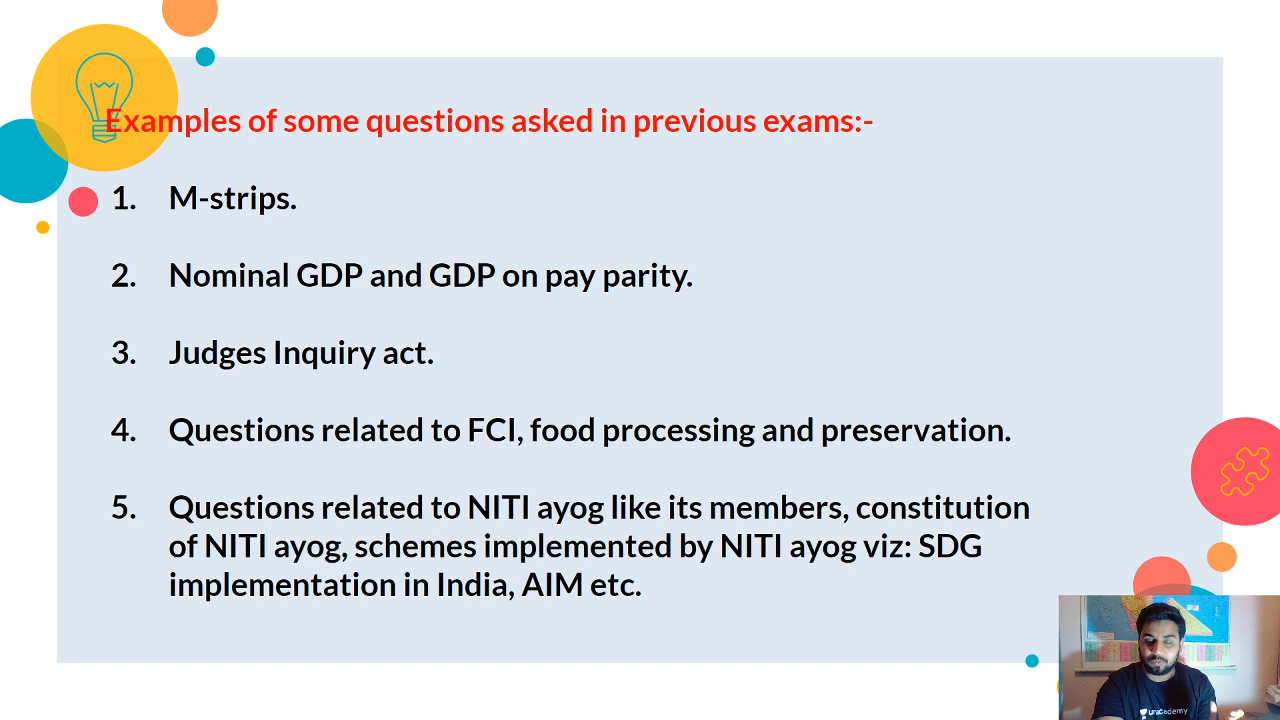 Examples of some questions asked in previous exams:-
1. M-strips.
2. Nominal GDP and GDP on pay parity.
3. Judges Inquiry act.
4. Questions related to FCI, food processing and preservation.
5. Questions related to NITI ayog like its members, constitution
of NITI ayog, schemes implemented by NITI ayog viz: SDG
implementation in India, AIM etc.
unacademy